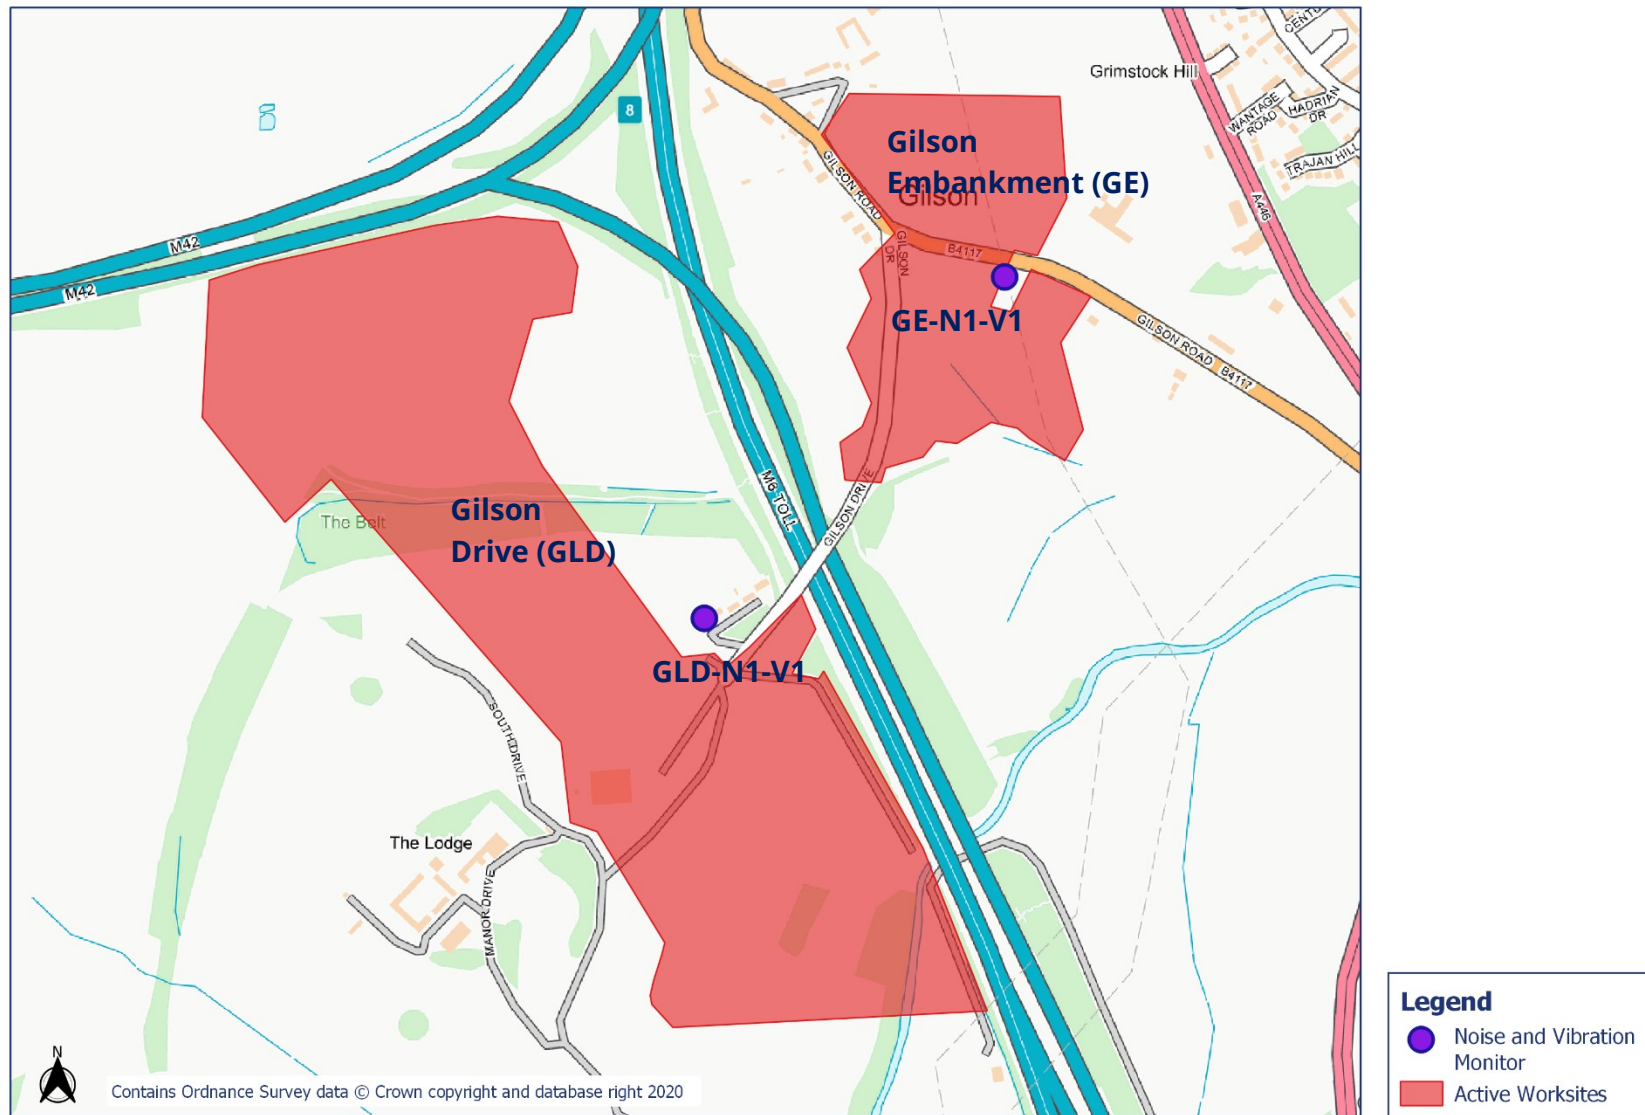 CENTU
Grimstock Hill
8
WANTAGE
ROAD
HADRIAN
DR
TRAJAN HILL
Gilson
Embankment (GE)
Gilson
GILSON ROAD
A446
M42
M42
GILSON
DR
B4117
GE-N1-V1
GILSON ROAD
B4117
M6 TOLL
GILSON DRIVE
Gilson
Drive (GLD)
The Belt
GLD-N1-V1
SOUTH DRIVE
The Lodge
MANOR DRIVE
N
Contains Ordnance Survey data © Crown copyright and database right 2020
Legend
Noise and Vibration
Monitor
Active Worksites